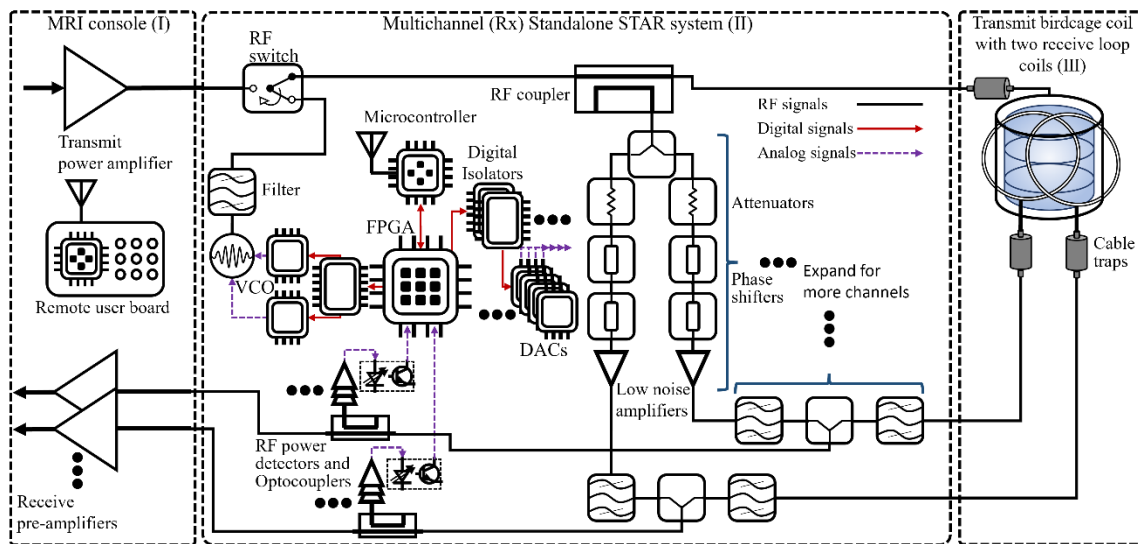 MRI console (I)
Multichannel (Rx) Standalone STAR system (II)
Transmit birdcage coil
with two receive loop
coils (III)
RF
switch
RF coupler
RF signals
Digital signals
Analog signals
Transmit
power amplifier
Microcontroller
Digital
Isolators
Filter
FPGA
Attenuators
VCO
Phase
shifters
Expand for
more channels
Cable
traps
Remote user board
DACs
Low noise
amplifiers
RF power
detectors and
Optocouplers
Receive
pre-amplifiers